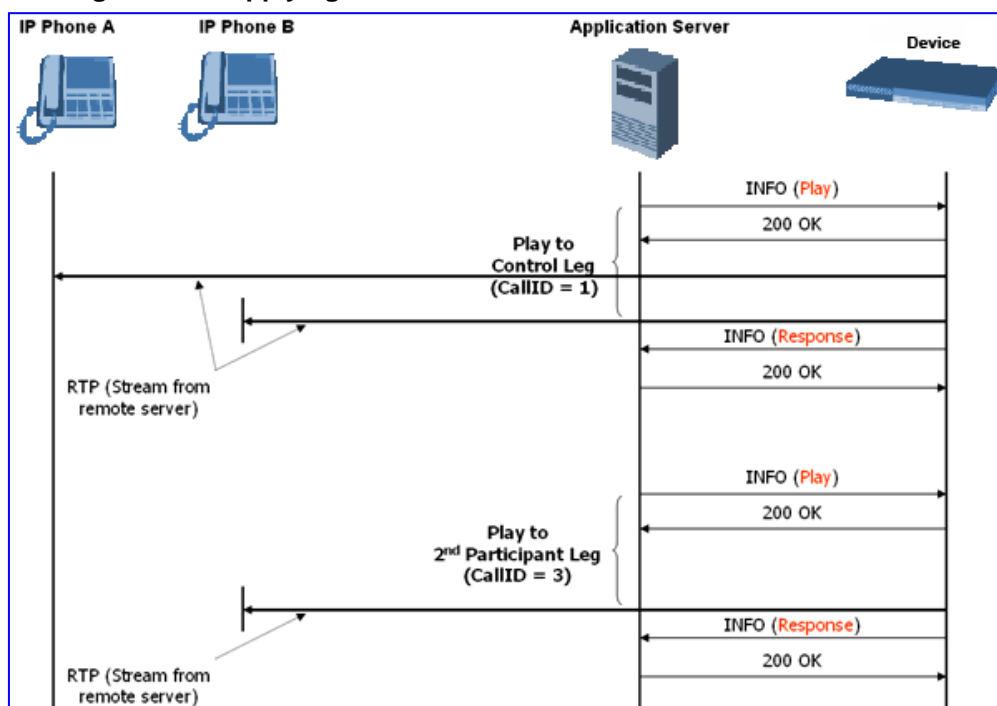 IP Phone A
IP Phone B
Application Server
Device
INFO (Play)
200 OK
Play to
Control Leg
(CallID = 1)
INFO (Response)
200 OK
RTP (Stream from
remote server)
INFO (Play)
200 OK
Play to
2nd Participant Leg
(CallID = 3)
INFO (Response)
200 OK
RTP (Stream from
remote server)